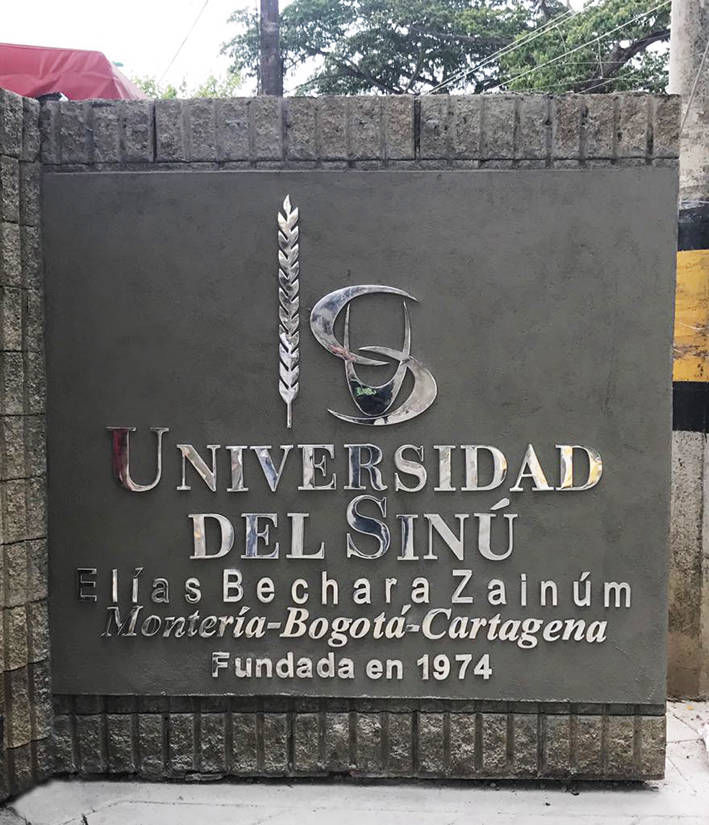 UNIVERSIDAD
DEL SINÚ
Elías Bechara Zainúm
Montería-Bogotá-Cartagena
Fundada en 1974